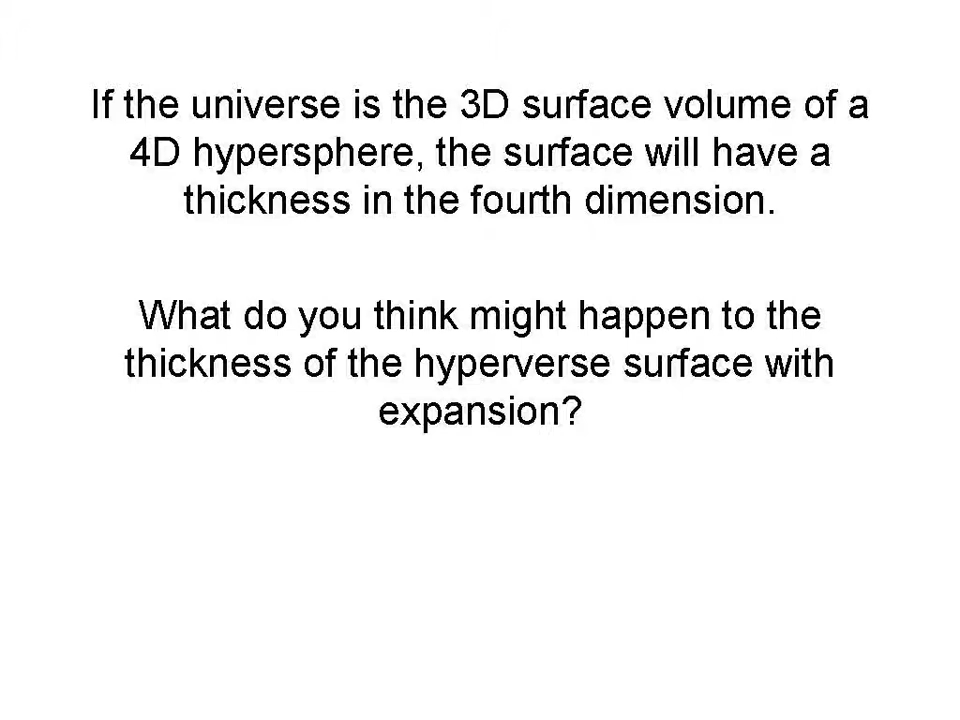 If the universe is the 3D surface volume of a
4D hypersphere, the surface will have a
thickness in the fourth dimension.
What do you think might happen to the
thickness of the hyperverse surface with
expansion?